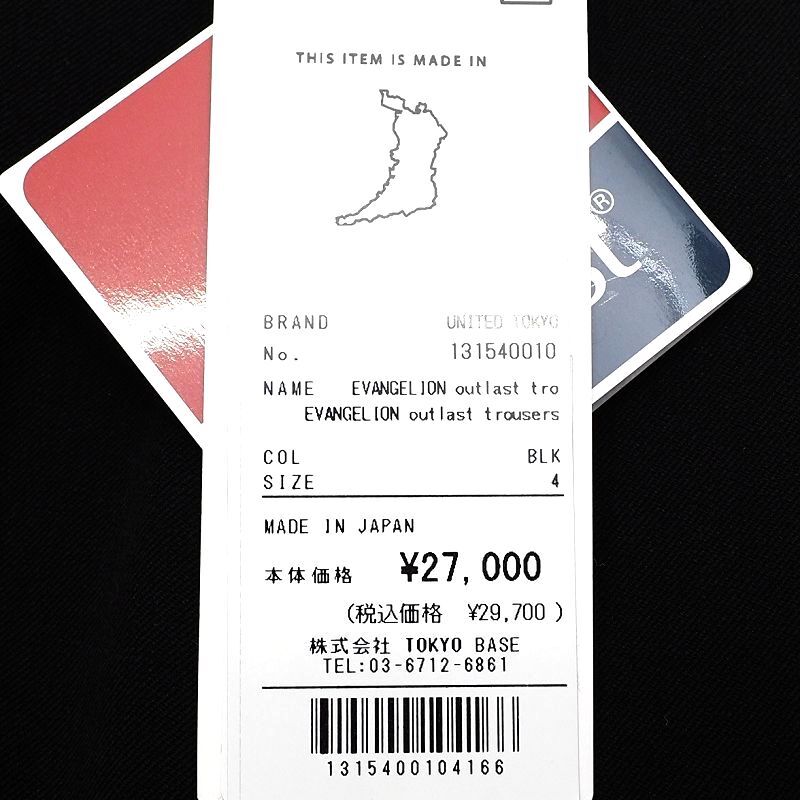 THIS ITEM IS MADE IN
BRAND UNITED TOKYO
No. 131540010
NAME EVANGELION outlast tro
EVANGELION outlast trousers
COL BLK
SIZE 4
MADE IN JAPAN
本体価格 ¥27,000
(税込価格 ¥29,700 )
株式会社 TOKYO BASE
TEL:03-6712-6861
1315400104166
®